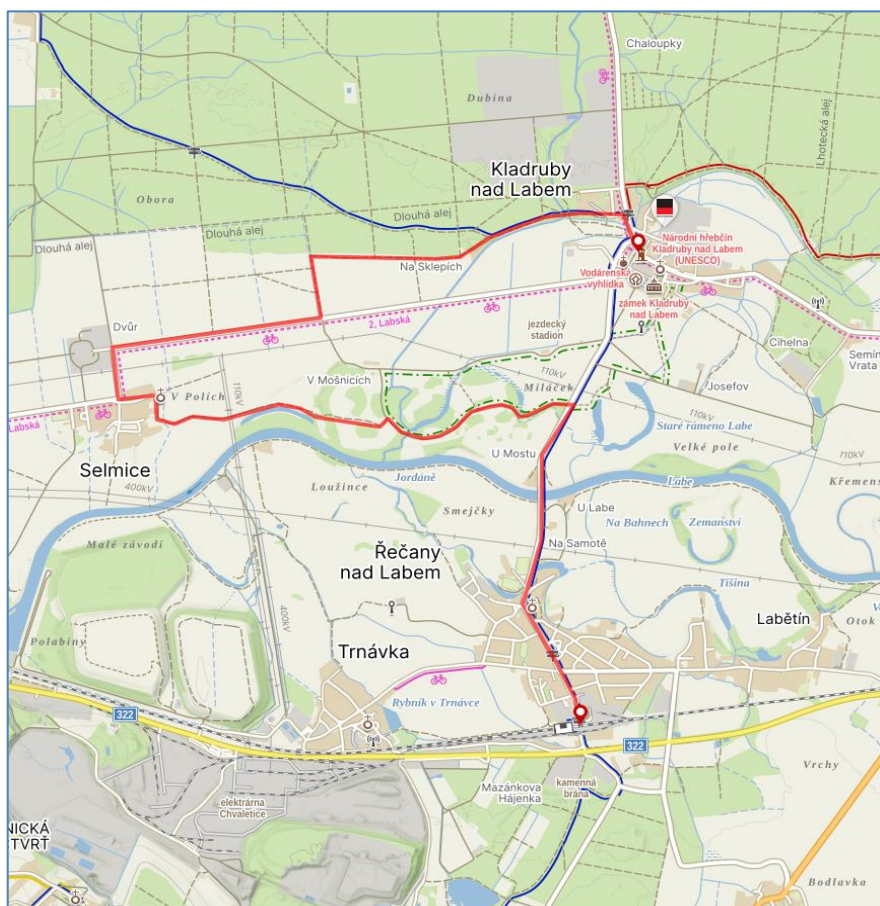 Chaloupky
Dubina
Lhotecká alej
Kladruby
nad Labem
Obora
Dlouhá alej
Dlouhá alej
Dlouhá alej
Národní hřebčín
Kladruby nad Labem
(UNESCO)
Na Sklepích
Vodárenská
vyhlídka
zámek Kladruby
nad Labem
2, Labská
Dvůr
jezdecký
stadion
Cihelna
110kV
Semín
Vrata
V Mošnicích
Miláček
Josefov
V Polích
110kV
Labská
110kV
Staré rameno Labe
U Mostu
Velké pole
Selmice
110kV
400kV
Jordáně
Labe
Loužince
Křemens
Smejčky
U Labe
Na Bahnech
Zemanství
Malé závodí
Na Samotě
Řečany
nad Labem
Tišina
400kV
Labětín
Polabiny
Otok
Trnávka
Rybník v Trnávce
322
322
Vrchy
Mazánkova
Hájenka
kamenná
brána
elektrárna
Chvaletice
NICKÁ
TVRŤ
Bodlavka